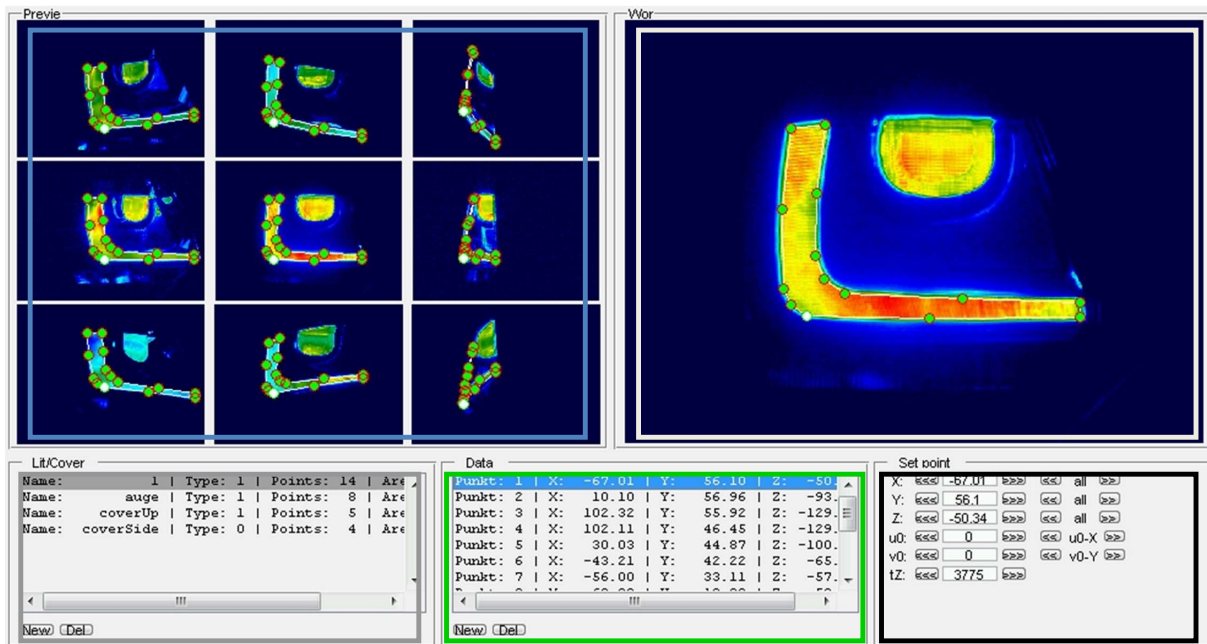 Previe
Wor
Lit/Cover
Name: 1 | Type: 1 | Points: 14 | Are
Name: auge | Type: 1 | Points: 8 | Are
Name: coverUp | Type: 1 | Points: 5 | Are
Name: coverSide | Type: 0 | Points: 4 | Are
New Del
Data
Punkt: 1 | X: -67.01 | Y: 56.10 | Z: -50.
Punkt: 2 | X: 10.10 | Y: 56.96 | Z: -93.
Punkt: 3 | X: 102.32 | Y: 55.92 | Z: -129.
Punkt: 4 | X: 102.11 | Y: 46.45 | Z: -129.
Punkt: 5 | X: 30.03 | Y: 44.87 | Z: -100.
Punkt: 6 | X: -43.21 | Y: 42.22 | Z: -65.
Punkt: 7 | X: -56.00 | Y: 33.11 | Z: -57.
New Del
Set point
X: <<< -67.01 >>> << all >>
Y: <<< 56.1 >>> << all >>
Z: <<< -50.34 >>> << all >>
u0: <<< 0 >>> << u0-X >>
v0: <<< 0 >>> << v0-Y >>
tZ: <<< 3775 >>>